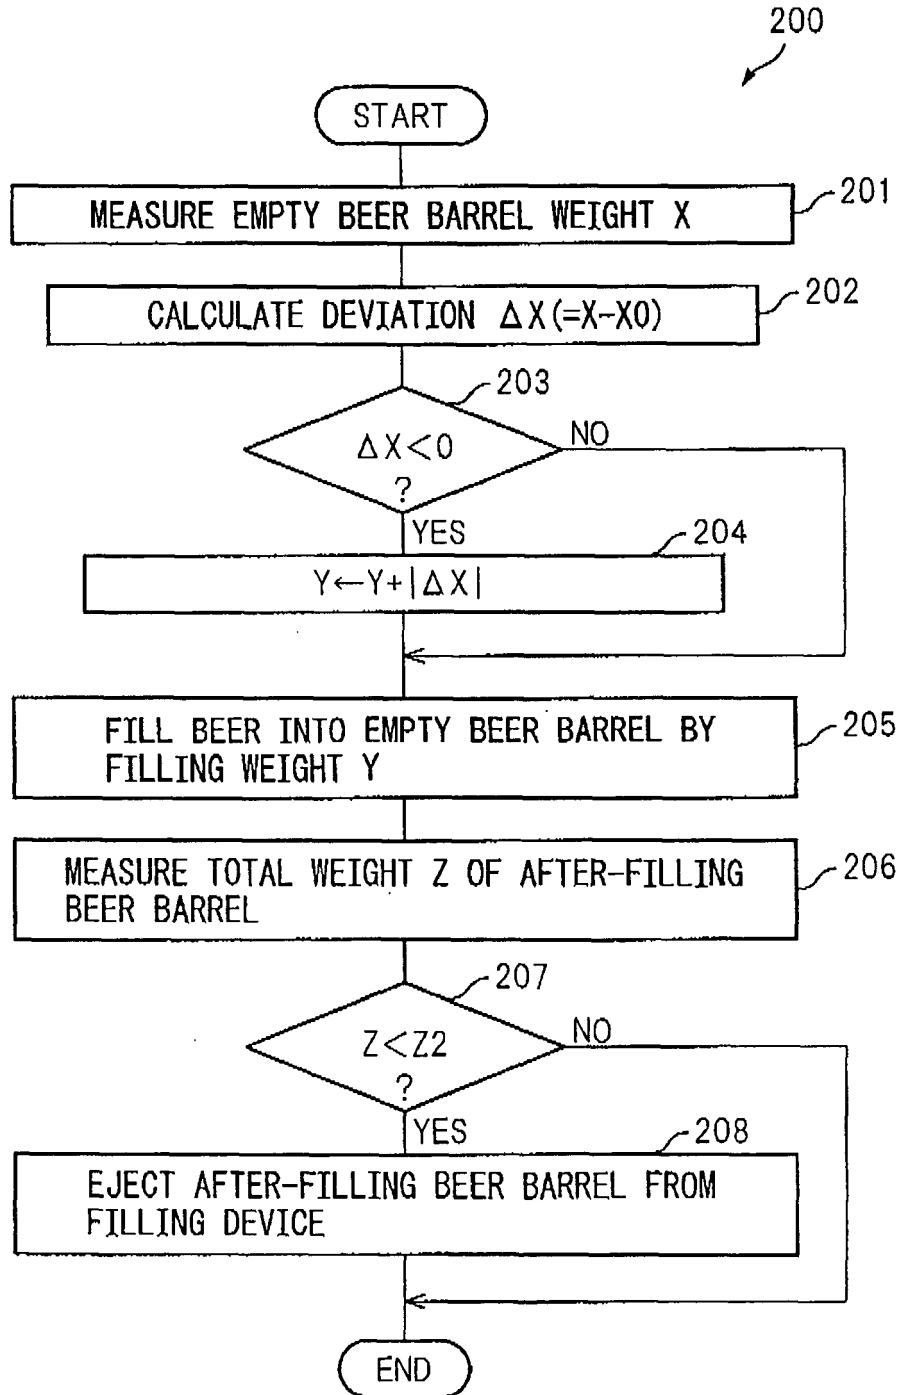 200
START
MEASURE EMPTY BEER BARREL WEIGHT X
201
CALCULATE DEVIATION ΔX(=X-X0)
202
203
ΔX<0
?
NO
YES
204
Y←Y+|ΔX|
FILL BEER INTO EMPTY BEER BARREL BY
FILLING WEIGHT Y
205
MEASURE TOTAL WEIGHT Z OF AFTER-FILLING
BEER BARREL
206
207
Z<Z2
?
NO
YES
208
EJECT AFTER-FILLING BEER BARREL FROM
FILLING DEVICE
END